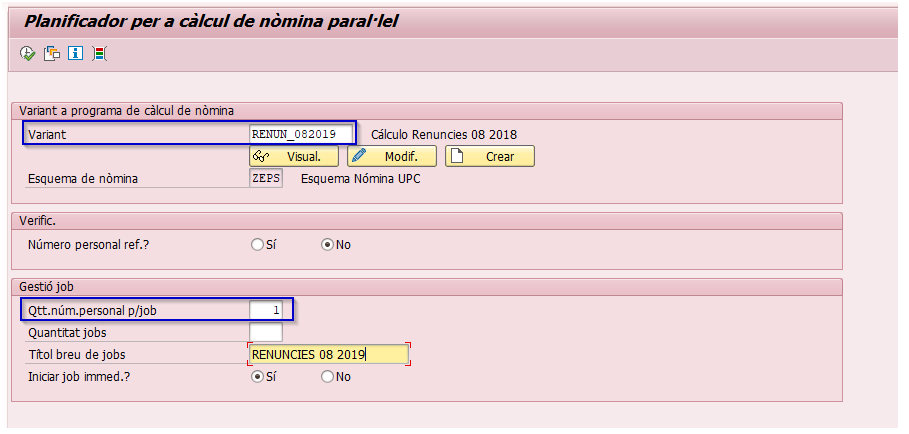 Planificador per a càlcul de nòmina paral·lel
Variant a programa de càlcul de nòmina
Variant RENUN_082019 Cálculo Renuncies 08 2018
Visual. Modif. Crear
Esquema de nòmina ZEPS Esquema Nómina UPC
Verific.
Número personal ref.? Sí No
Gestió job
Qtt.núm.personal p/job 1
Quantitat jobs
Títol breu de jobs RENUNCIES 08 2019
Iniciar job immed.? Sí No